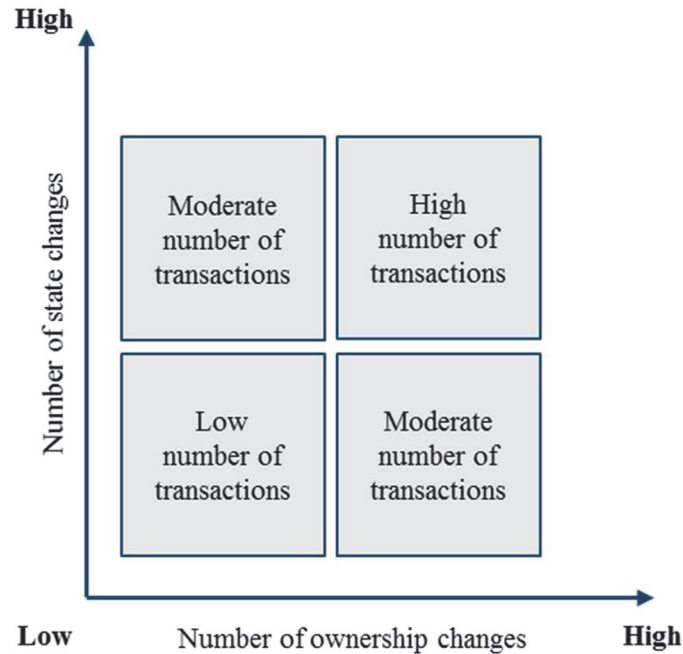 High
Number of state changes
Moderate
number of
transactions
High
number of
transactions
Low
number of
transactions
Moderate
number of
transactions
Low
Number of ownership changes
High